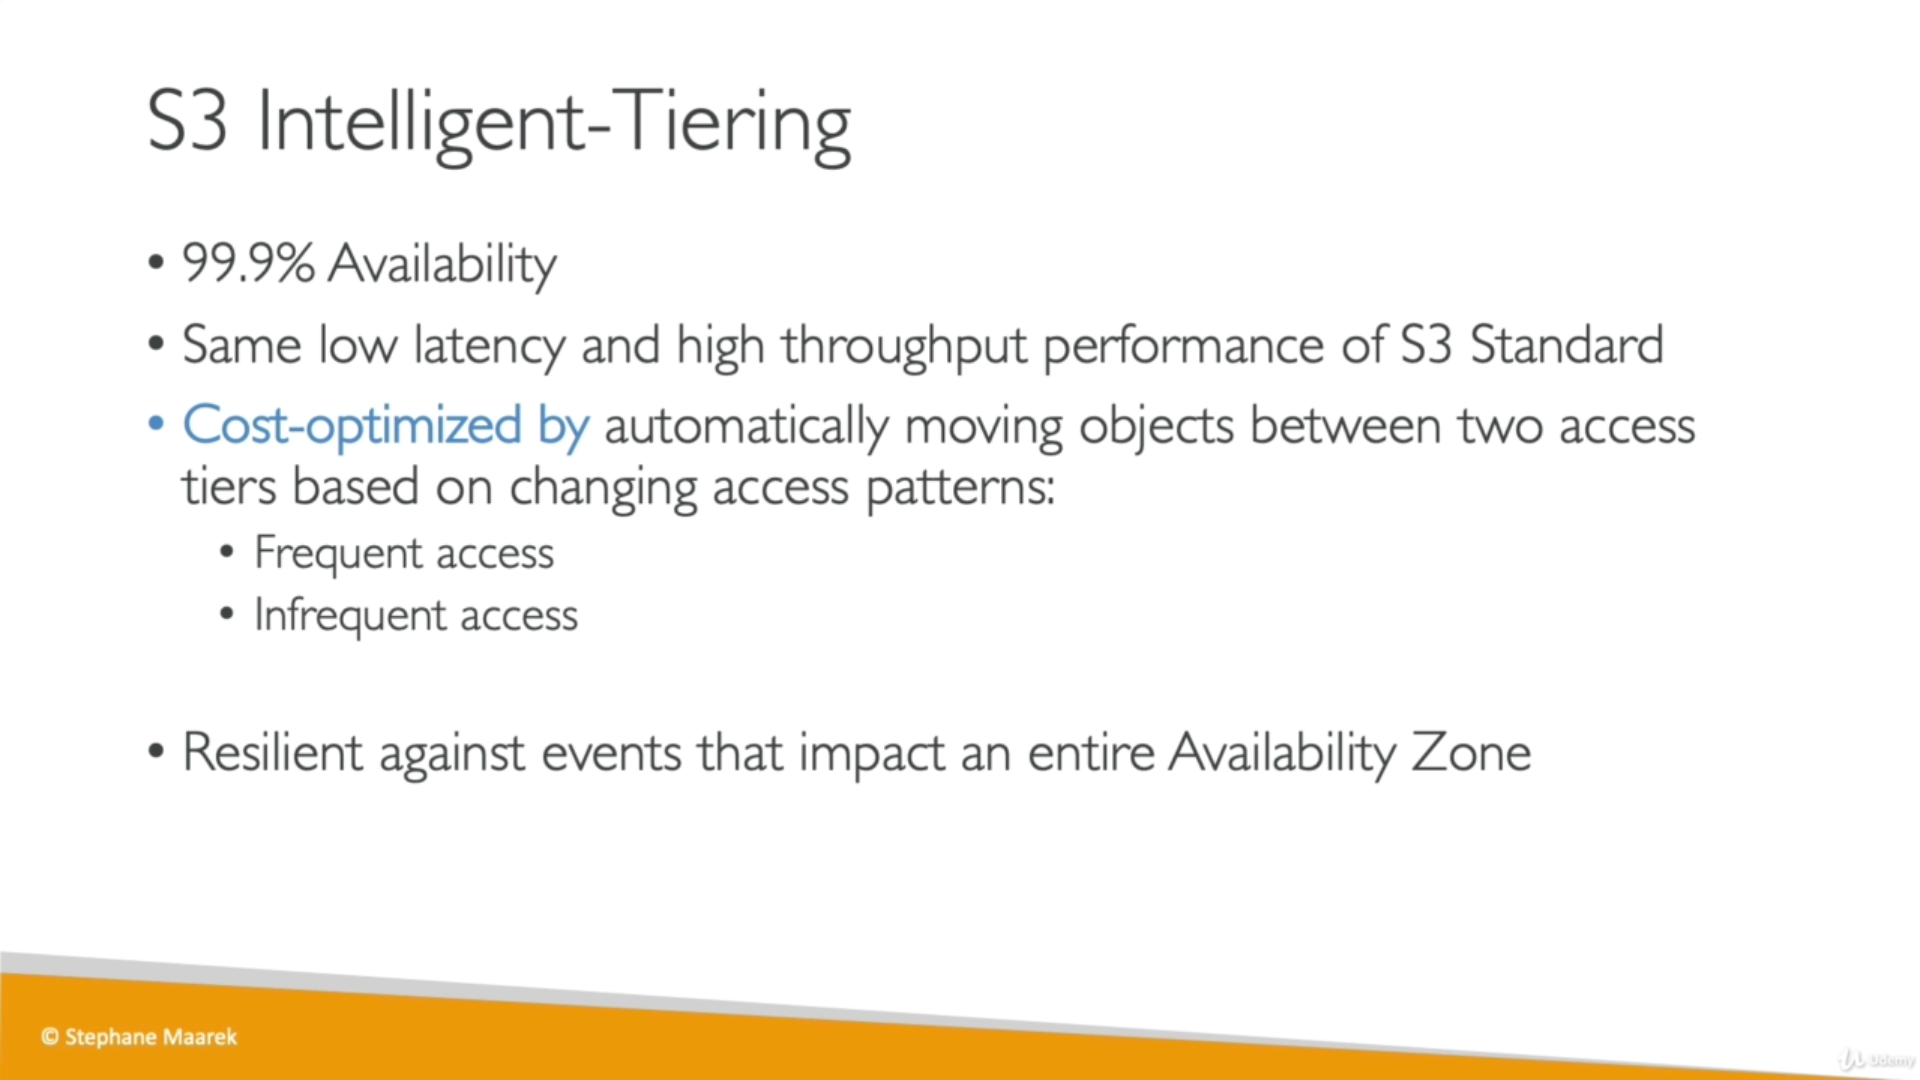 S3 Intelligent-Tiering
• 99.9% Availability
• Same low latency and high throughput performance of S3 Standard
• Cost-optimized by automatically moving objects between two access
tiers based on changing access patterns:
• Frequent access
• Infrequent access
• Resilient against events that impact an entire Availability Zone
© Stephane Maarek
Udemy